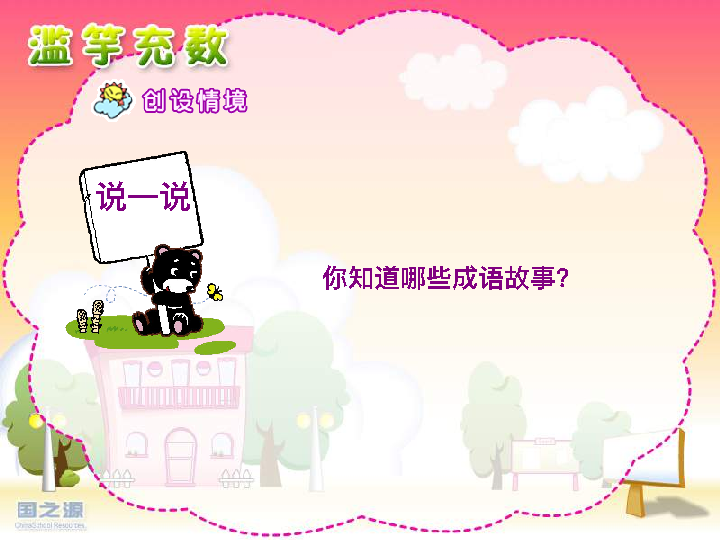 滥竽充数
创设情境
说一说
你知道哪些成语故事?
国之源